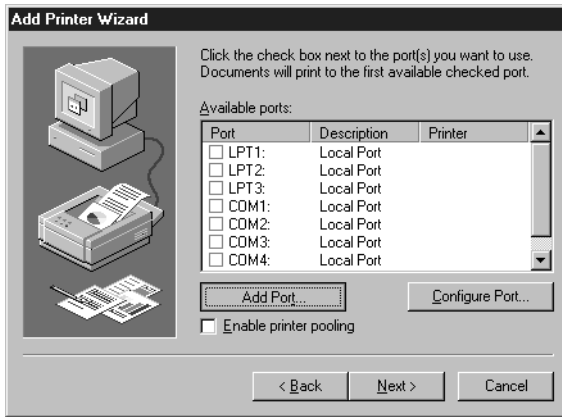 Add Printer Wizard
Click the check box next to the port(s) you want to use.
Documents will print to the first available checked port.
Available ports:
Port Description Printer
LPT1: Local Port
LPT2: Local Port
LPT3: Local Port
COM1: Local Port
COM2: Local Port
COM3: Local Port
COM4: Local Port
Add Port... Configure Port...
Enable printer pooling
< Back Next > Cancel